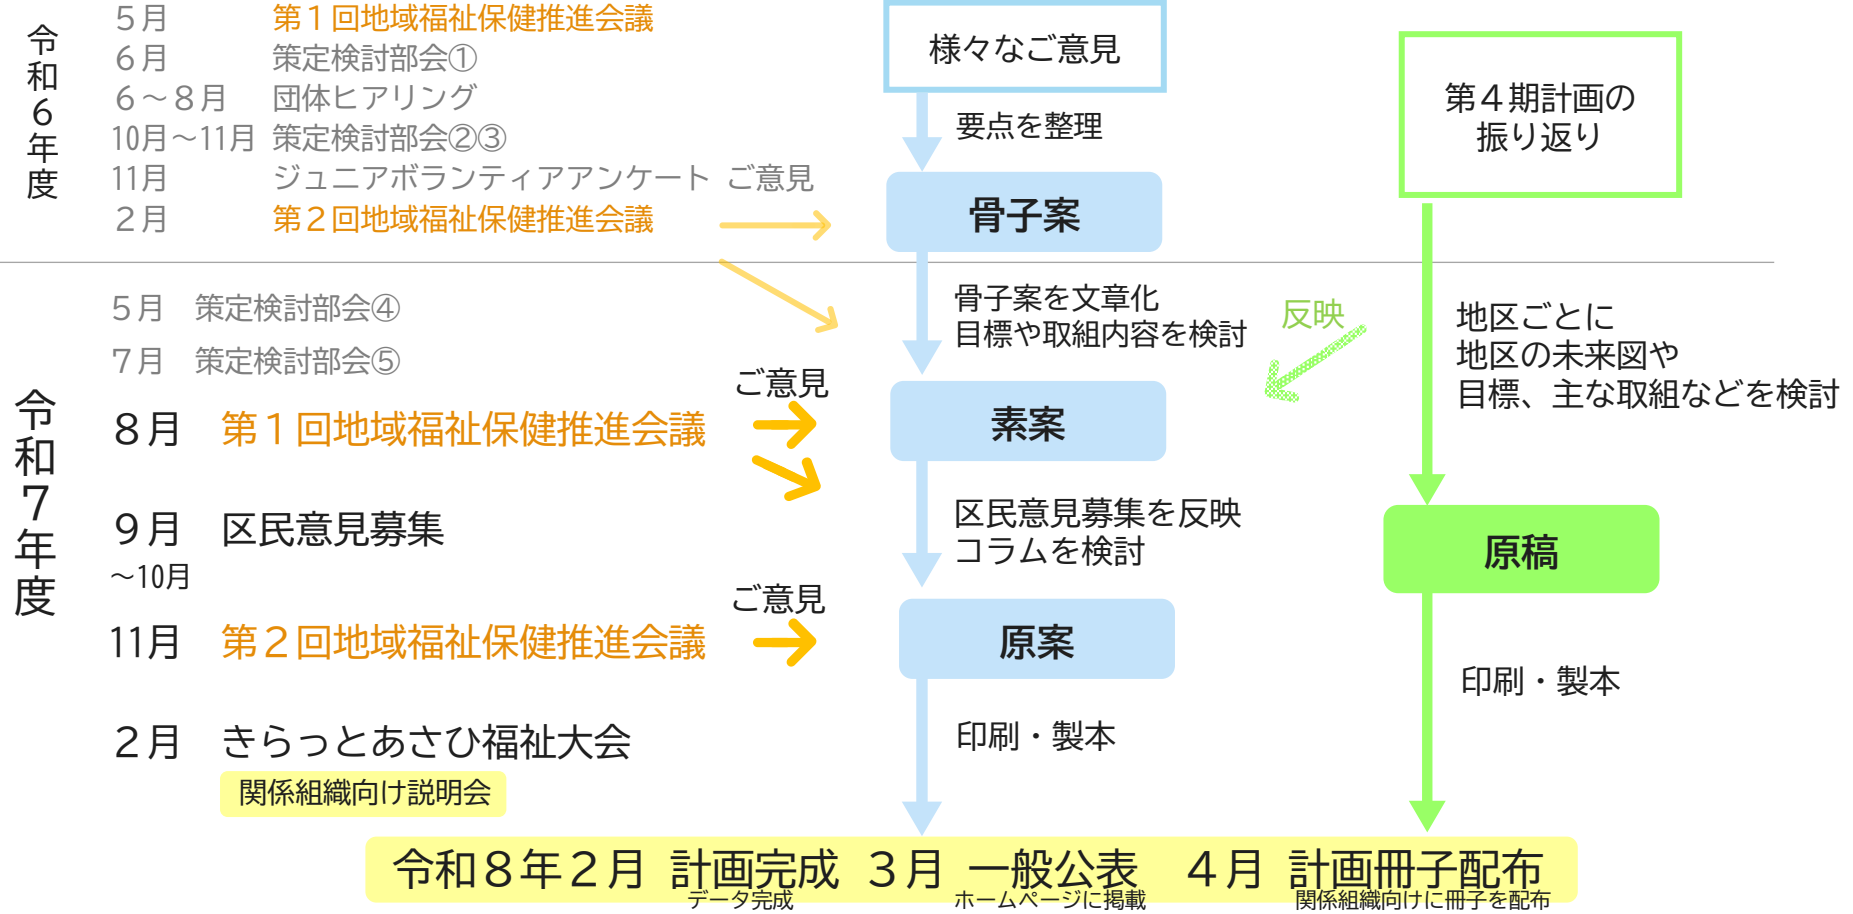 令和６年度
５月 第１回地域福祉保健推進会議
６月 策定検討部会①
６～８月 団体ヒアリング
10月～11月 策定検討部会②③
11月 ジュニアボランティアアンケート ご意見
２月 第２回地域福祉保健推進会議
令和７年度
５月 策定検討部会④
７月 策定検討部会⑤
８月 第１回地域福祉保健推進会議
ご意見
９月 区民意見募集
～10月
11月 第２回地域福祉保健推進会議
ご意見
２月 きらっとあさひ福祉大会
関係組織向け説明会
様々なご意見
要点を整理
骨子案
骨子案を文章化
目標や取組内容を検討
素案
区民意見募集を反映
コラムを検討
原案
印刷・製本
第４期計画の
振り返り
反映
地区ごとに
地区の未来図や
目標、主な取組などを検討
原稿
印刷・製本
令和８年２月 計画完成 ３月 一般公表 ４月 計画冊子配布
データ完成 ホームページに掲載 関係組織向けに冊子を配布